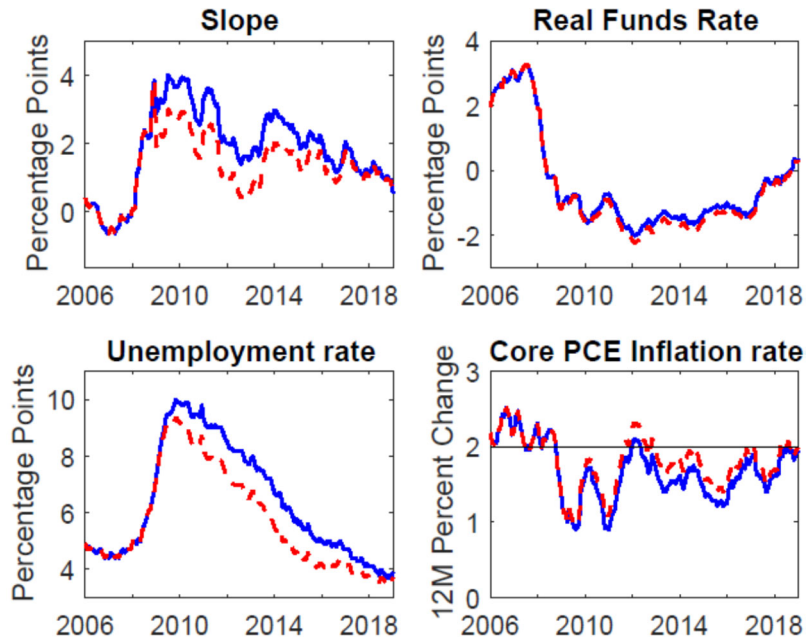 Slope
Percentage Points
4
2
0
2006 2010 2014 2018
Real Funds Rate
Percentage Points
4
2
0
-2
2006 2010 2014 2018
Unemployment rate
Percentage Points
10
8
6
4
2006 2010 2014 2018
Core PCE Inflation rate
12M Percent Change
3
2
1
0
2006 2010 2014 2018